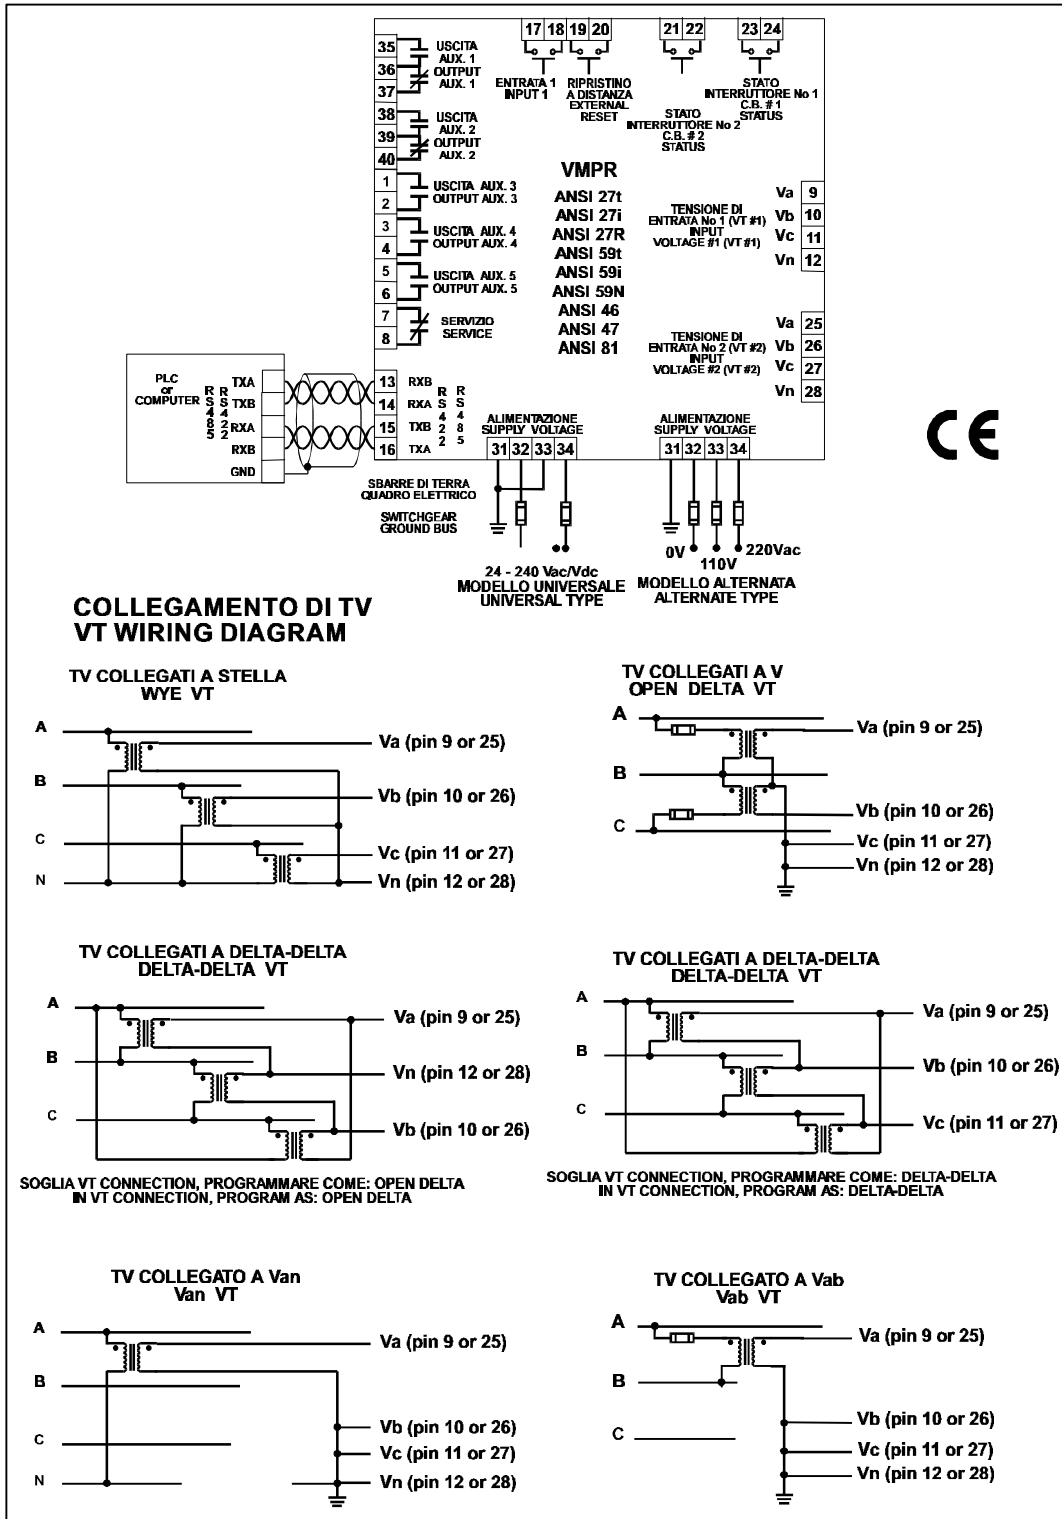 17 18 19 20
21 22
23 24
35
36
37
USCITA
AUX. 1
OUTPUT
AUX. 1
38
39
40
USCITA
AUX. 2
OUTPUT
AUX. 2
ENTRATA 1
INPUT 1
RIPRISTINO
A DISTANZA
EXTERNAL
RESET
STATO
INTERRUTTORE No 2
C.B. # 2
STATUS
STATO
INTERRUTTORE No 1
C.B. # 1
STATUS
1
2
USCITA AUX. 3
OUTPUT AUX. 3
3
4
USCITA AUX. 4
OUTPUT AUX. 4
5
6
USCITA AUX. 5
OUTPUT AUX. 5
7
8
SERVIZIO
SERVICE
VMPR
ANSI 27t
ANSI 27i
ANSI 27R
ANSI 59t
ANSI 59i
ANSI 59N
ANSI 46
ANSI 47
ANSI 81
TENSIONE DI
ENTRATA No 1 (VT #1)
INPUT
VOLTAGE #1 (VT #1)
Va 9
Vb 10
Vc 11
Vn 12
TENSIONE DI
ENTRATA No 2 (VT #2)
INPUT
VOLTAGE #2 (VT #2)
Va 25
Vb 26
Vc 27
Vn 28
PLC
or
COMPUTER
RS485
RS422
TXA
TXB
RXA
RXB
GND
13 RXB
14 RXA
15 TXB
16 TXA
RS422
RS485
ALIMENTAZIONE
SUPPLY VOLTAGE
31 32 33 34
ALIMENTAZIONE
SUPPLY VOLTAGE
31 32 33 34
CE
SBARRE DI TERRA
QUADRO ELETTRICO
SWITCHGEAR
GROUND BUS
24 - 240 Vac/Vdc
MODELLO UNIVERSALE
UNIVERSAL TYPE
0V
110V
220Vac
MODELLO ALTERNATA
ALTERNATE TYPE
COLLEGAMENTO DI TV
VT WIRING DIAGRAM
TV COLLEGATI A STELLA
WYE VT
A
B
C
N
Va (pin 9 or 25)
Vb (pin 10 or 26)
Vc (pin 11 or 27)
Vn (pin 12 or 28)
TV COLLEGATI A V
OPEN DELTA VT
A
B
C
Va (pin 9 or 25)
Vb (pin 10 or 26)
Vc (pin 11 or 27)
Vn (pin 12 or 28)
TV COLLEGATI A DELTA-DELTA
DELTA-DELTA VT
A
B
C
Va (pin 9 or 25)
Vn (pin 12 or 28)
Vb (pin 10 or 26)
SOGLIA VT CONNECTION, PROGRAMMARE COME: OPEN DELTA
IN VT CONNECTION, PROGRAM AS: OPEN DELTA
TV COLLEGATI A DELTA-DELTA
DELTA-DELTA VT
A
B
C
Va (pin 9 or 25)
Vb (pin 10 or 26)
Vc (pin 11 or 27)
SOGLIA VT CONNECTION, PROGRAMMARE COME: DELTA-DELTA
IN VT CONNECTION, PROGRAM AS: DELTA-DELTA
TV COLLEGATO A Van
Van VT
A
B
C
N
Va (pin 9 or 25)
Vb (pin 10 or 26)
Vc (pin 11 or 27)
Vn (pin 12 or 28)
TV COLLEGATO A Vab
Vab VT
A
B
C
Va (pin 9 or 25)
Vb (pin 10 or 26)
Vc (pin 11 or 27)
Vn (pin 12 or 28)